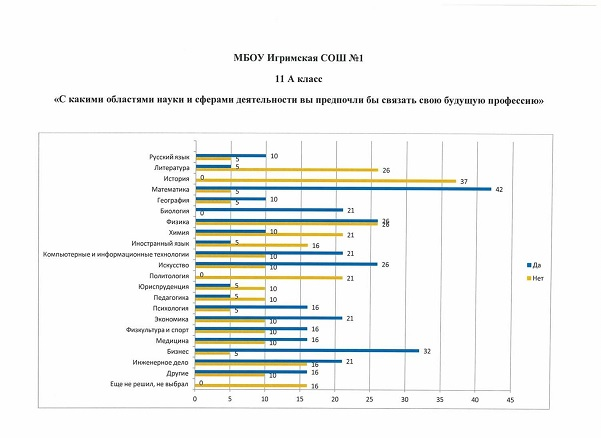 МБОУ Игримская СОШ №1
11 А класс
«С какими областями науки и сферами деятельности вы предпочли бы связать свою будущую профессию»
Русский язык 10 5
Литература 5 26
История 0 37
Математика 42 5
География 10 5
Биология 21 0
Физика 26 26
Химия 10 21
Иностранный язык 5 16
Компьютерные и информационные технологии 21 10
Искусство 26 10
Политология 0 21
Юриспруденция 5 10
Педагогика 5 10
Психология 16 5
Экономика 21 10
Физкультура и спорт 16 10
Медицина 16 10
Бизнес 32 5
Инженерное дело 21 16
Другие 16 10
Еще не решил, не выбрал 0 16
Да
Нет
0 5 10 15 20 25 30 35 40 45